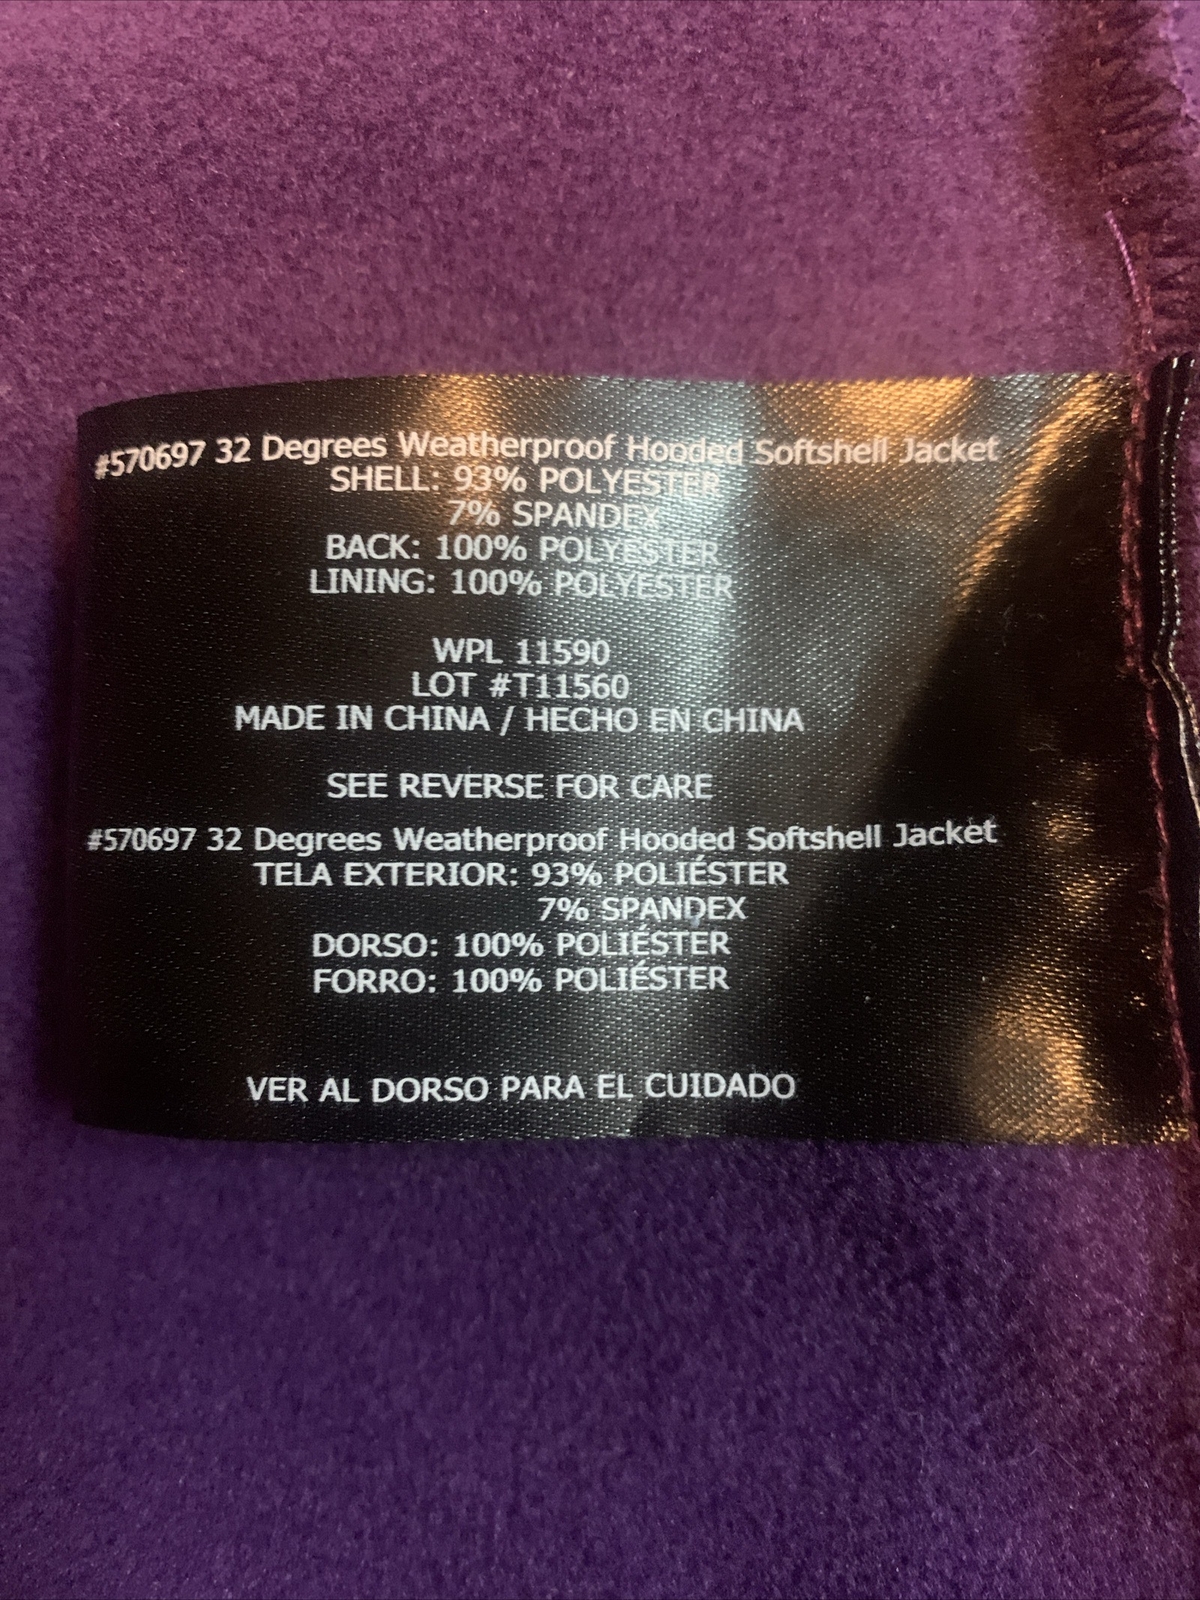 #570697 32 Degrees Weatherproof Hooded Softshell Jacket
SHELL: 93% POLYESTER
7% SPANDEX
BACK: 100% POLYESTER
LINING: 100% POLYESTER
WPL 11590
LOT #T11560
MADE IN CHINA / HECHO EN CHINA
SEE REVERSE FOR CARE
#570697 32 Degrees Weatherproof Hooded Softshell Jacket
TELA EXTERIOR: 93% POLIÉSTER
7% SPANDEX
DORSO: 100% POLIÉSTER
FORRO: 100% POLIÉSTER
VER AL DORSO PARA EL CUIDADO